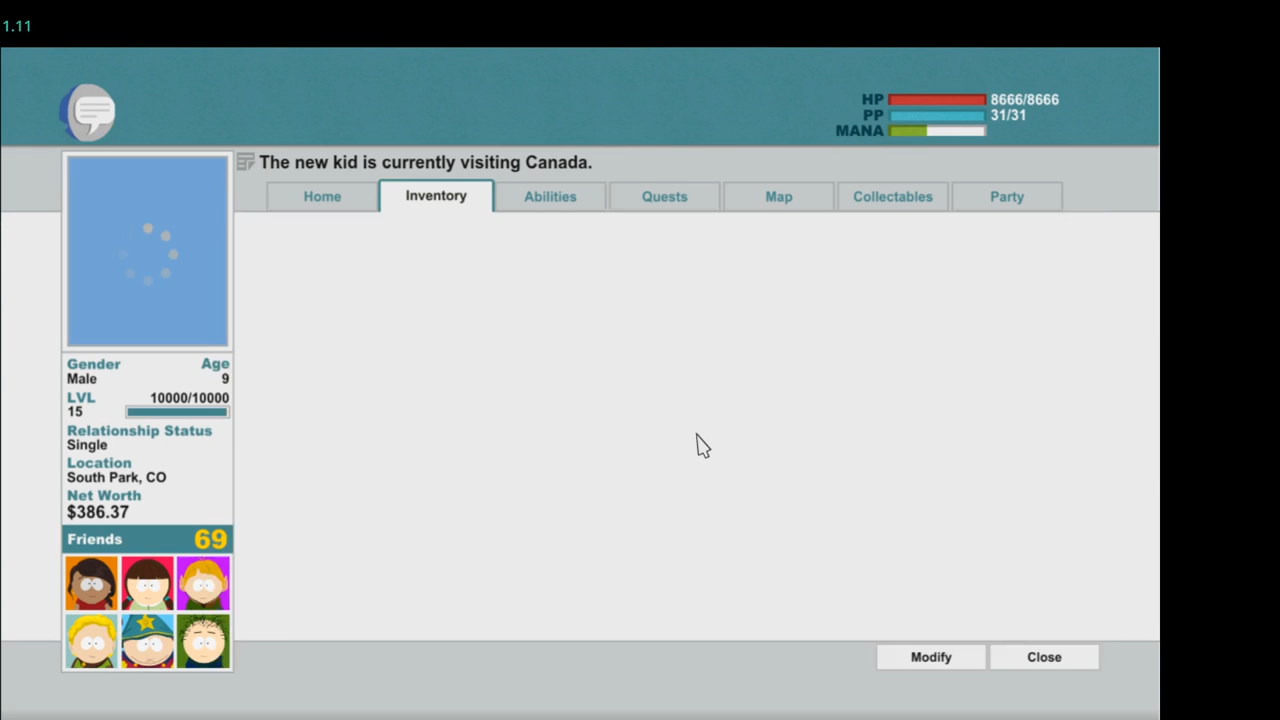 1.11
HP 8666/8666
PP 31/31
MANA
The new kid is currently visiting Canada.
Home Inventory Abilities Quests Map Collectables Party
Gender Age
Male 9
LVL 10000/10000
15
Relationship Status
Single
Location
South Park, CO
Net Worth
$386.37
Friends 69
Modify Close